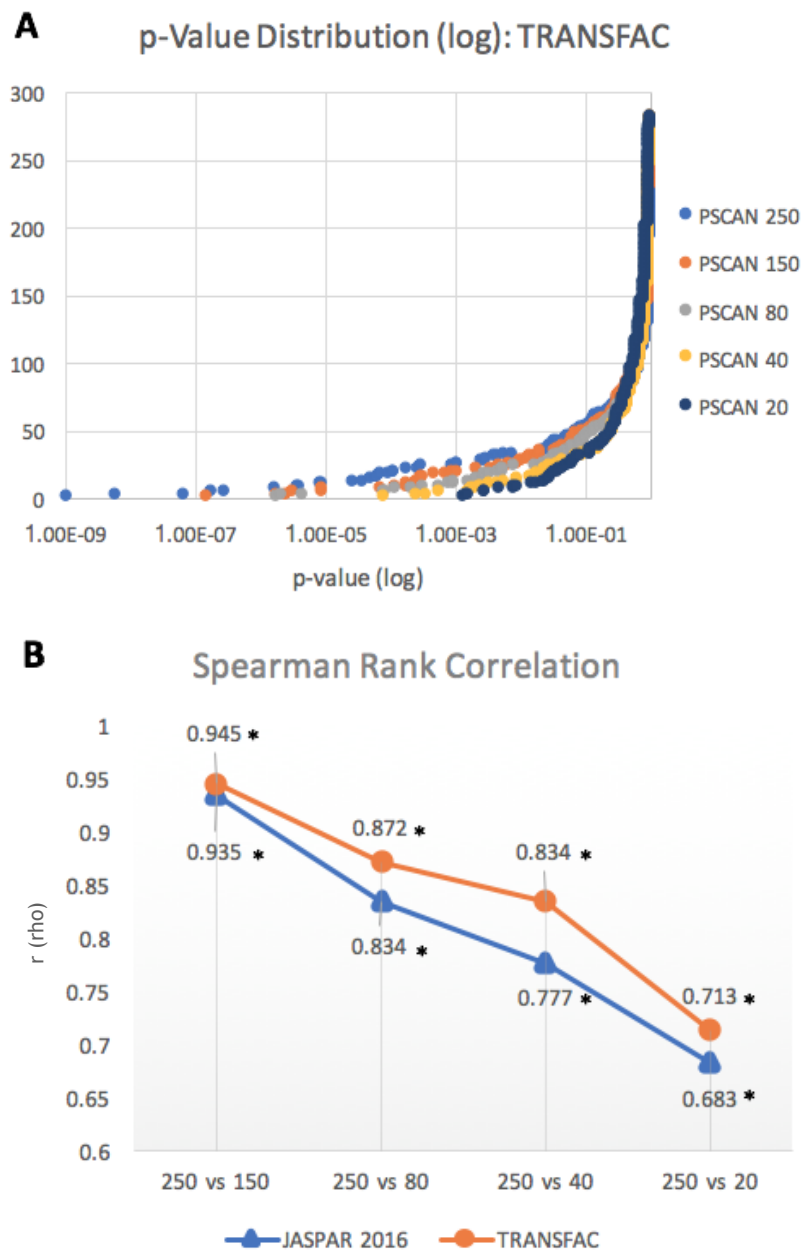 A
p-Value Distribution (log): TRANSFAC
300
250
200
150
100
50
0
1.00E-09 1.00E-07 1.00E-05 1.00E-03 1.00E-01
p-value (log)
PSCAN 250
PSCAN 150
PSCAN 80
PSCAN 40
PSCAN 20
B
Spearman Rank Correlation
r (rho)
1
0.95
0.9
0.85
0.8
0.75
0.7
0.65
0.6
0.945 *
0.935 *
0.872 *
0.834 *
0.834 *
0.777 *
0.713 *
0.683 *
250 vs 150 250 vs 80 250 vs 40 250 vs 20
JASPAR 2016 TRANSFAC